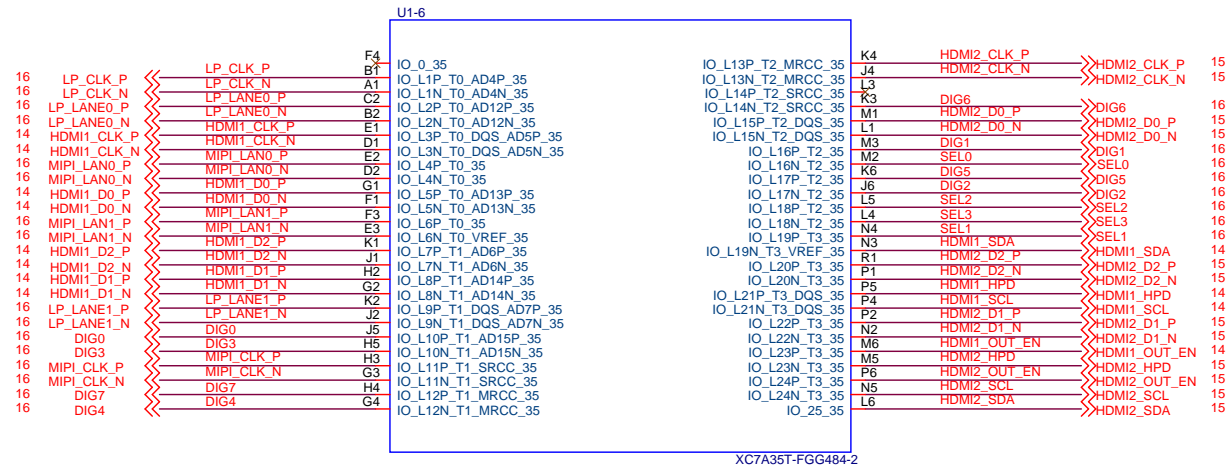 U1-6
F4 IO_0_35 IO_L13P_T2_MRCC_35 K4 HDMI2_CLK_P HDMI2_CLK_P 15
16 LP_CLK_P LP_CLK_P B1 IO_L1P_T0_AD4P_35 IO_L13N_T2_MRCC_35 J4 HDMI2_CLK_N HDMI2_CLK_N 15
16 LP_CLK_N LP_CLK_N A1 IO_L1N_T0_AD4N_35 IO_L14P_T2_SRCC_35 L3
16 LP_LANE0_P LP_LANE0_P C2 IO_L2P_T0_AD12P_35 IO_L14N_T2_SRCC_35 K3 DIG6 DIG6 16
16 LP_LANE0_N LP_LANE0_N B2 IO_L2N_T0_AD12N_35 IO_L15P_T2_DQS_35 M1 HDMI2_D0_P HDMI2_D0_P 15
14 HDMI1_CLK_P HDMI1_CLK_P E1 IO_L3P_T0_DQS_AD5P_35 IO_L15N_T2_DQS_35 L1 HDMI2_D0_N HDMI2_D0_N 15
14 HDMI1_CLK_N HDMI1_CLK_N D1 IO_L3N_T0_DQS_AD5N_35 IO_L16P_T2_35 M3 DIG1 DIG1 16
16 MIPI_LAN0_P MIPI_LAN0_P E2 IO_L4P_T0_35 IO_L16N_T2_35 M2 SEL0 SEL0 16
16 MIPI_LAN0_N MIPI_LAN0_N D2 IO_L4N_T0_35 IO_L17P_T2_35 K6 DIG5 DIG5 16
14 HDMI1_D0_P HDMI1_D0_P G1 IO_L5P_T0_AD13P_35 IO_L17N_T2_35 J6 DIG2 DIG2 16
14 HDMI1_D0_N HDMI1_D0_N F1 IO_L5N_T0_AD13N_35 IO_L18P_T2_35 L5 SEL2 SEL2 16
16 MIPI_LAN1_P MIPI_LAN1_P F3 IO_L6P_T0_35 IO_L18N_T2_35 L4 SEL3 SEL3 16
16 MIPI_LAN1_N MIPI_LAN1_N E3 IO_L6N_T0_VREF_35 IO_L19P_T3_35 N4 SEL1 SEL1 16
14 HDMI1_D2_P HDMI1_D2_P K1 IO_L7P_T1_AD6P_35 IO_L19N_T3_VREF_35 N3 HDMI1_SDA HDMI1_SDA 14
14 HDMI1_D2_N HDMI1_D2_N J1 IO_L7N_T1_AD6N_35 IO_L20P_T3_35 R1 HDMI2_D2_P HDMI2_D2_P 15
14 HDMI1_D1_P HDMI1_D1_P H2 IO_L8P_T1_AD14P_35 IO_L20N_T3_35 P1 HDMI2_D2_N HDMI2_D2_N 15
14 HDMI1_D1_N HDMI1_D1_N G2 IO_L8N_T1_AD14N_35 IO_L21P_T3_DQS_35 P5 HDMI1_HPD HDMI1_HPD 14
16 LP_LANE1_P LP_LANE1_P K2 IO_L9P_T1_DQS_AD7P_35 IO_L21N_T3_DQS_35 P4 HDMI1_SCL HDMI1_SCL 14
16 LP_LANE1_N LP_LANE1_N J2 IO_L9N_T1_DQS_AD7N_35 IO_L22P_T3_35 P2 HDMI2_D1_P HDMI2_D1_P 15
16 DIG0 DIG0 J5 IO_L10P_T1_AD15P_35 IO_L22N_T3_35 N2 HDMI2_D1_N HDMI2_D1_N 15
16 DIG3 DIG3 H5 IO_L10N_T1_AD15N_35 IO_L23P_T3_35 M6 HDMI1_OUT_EN HDMI1_OUT_EN 14
16 MIPI_CLK_P MIPI_CLK_P H3 IO_L11P_T1_SRCC_35 IO_L23N_T3_35 M5 HDMI2_HPD HDMI2_HPD 15
16 MIPI_CLK_N MIPI_CLK_N G3 IO_L11N_T1_SRCC_35 IO_L24P_T3_35 P6 HDMI2_OUT_EN HDMI2_OUT_EN 15
16 DIG7 DIG7 H4 IO_L12P_T1_MRCC_35 IO_L24N_T3_35 N5 HDMI2_SCL HDMI2_SCL 15
16 DIG4 DIG4 G4 IO_L12N_T1_MRCC_35 IO_25_35 L6 HDMI2_SDA HDMI2_SDA 15
XC7A35T-FGG484-2